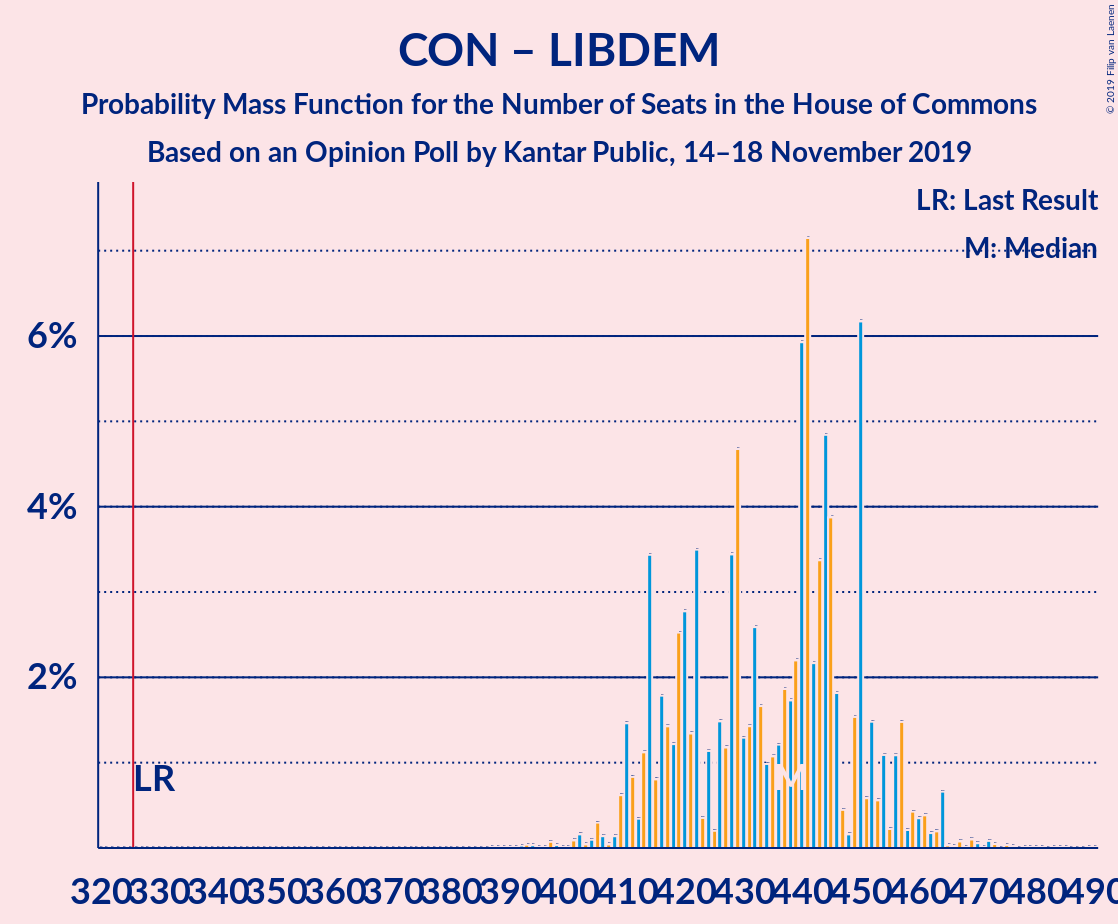 © 2019 Filip van Laenen
CON – LIBDEM
Probability Mass Function for the Number of Seats in the House of Commons
Based on an Opinion Poll by Kantar Public, 14–18 November 2019
LR: Last Result
M: Median
6%
4%
2%
LR
M
320 330 340 350 360 370 380 390 400 410 420 430 440 450 460 470 480 490